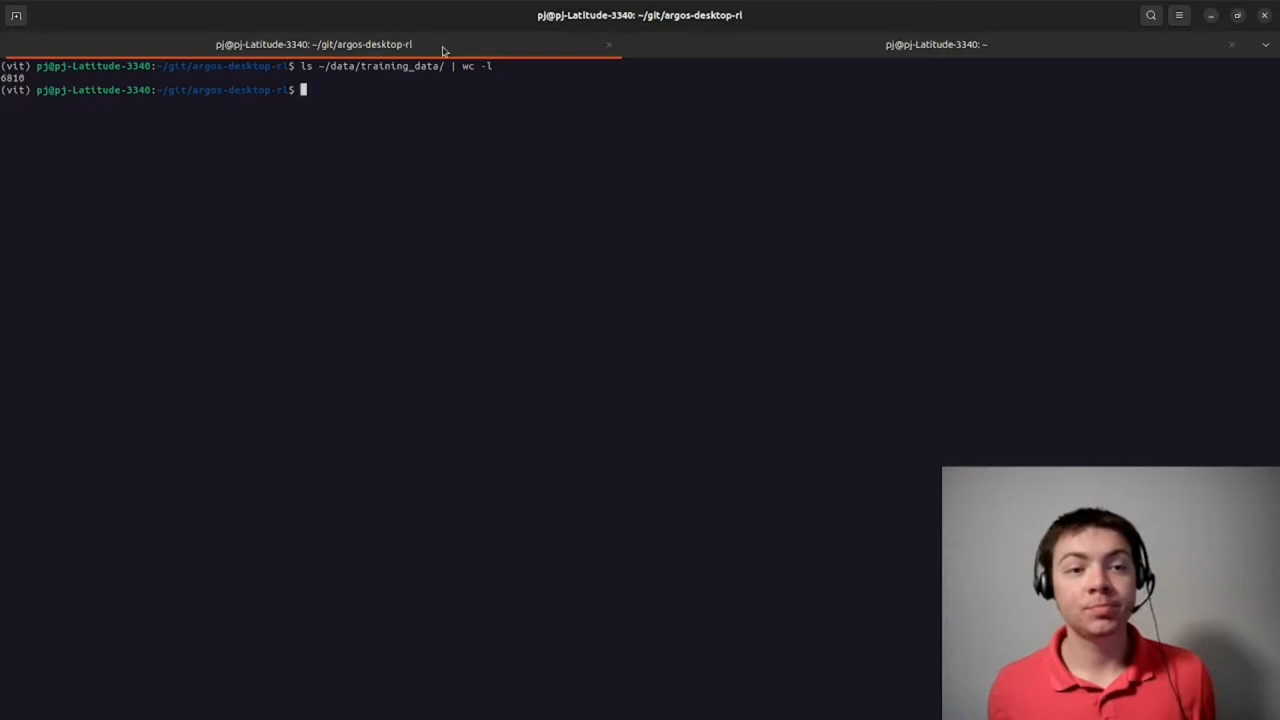 pj@pj-Latitude-3340: ~/git/argos-desktop-rl
pj@pj-Latitude-3340: ~/git/argos-desktop-rl
pj@pj-Latitude-3340: ~
(vit) pj@pj-Latitude-3340:~/git/argos-desktop-rl$ ls ~/data/training_data/ | wc -l
6810
(vit) pj@pj-Latitude-3340:~/git/argos-desktop-rl$